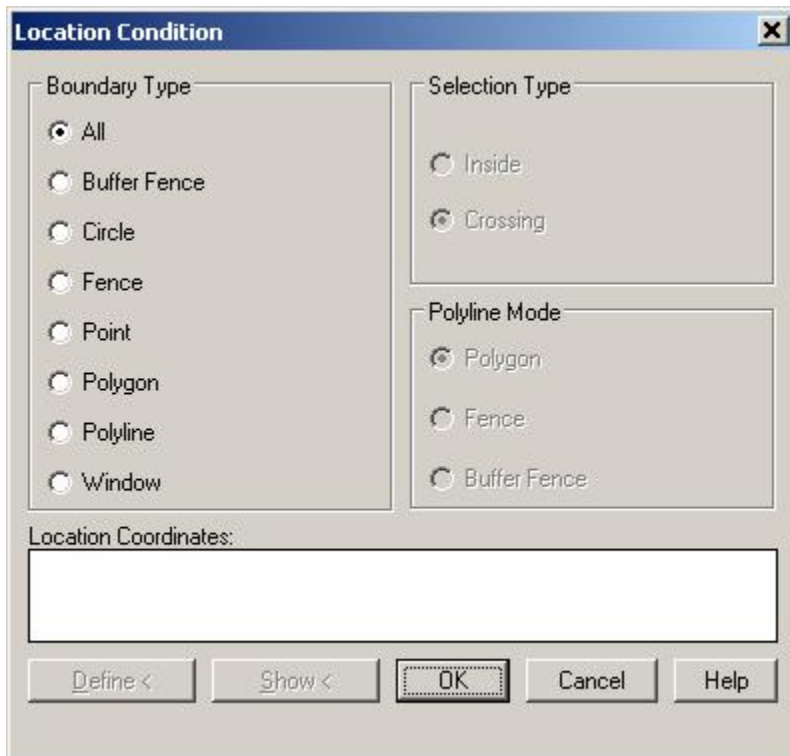 Location Condition
Boundary Type
All
Buffer Fence
Circle
Fence
Point
Polygon
Polyline
Window
Selection Type
Inside
Crossing
Polyline Mode
Polygon
Fence
Buffer Fence
Location Coordinates:
Define < Show < OK Cancel Help